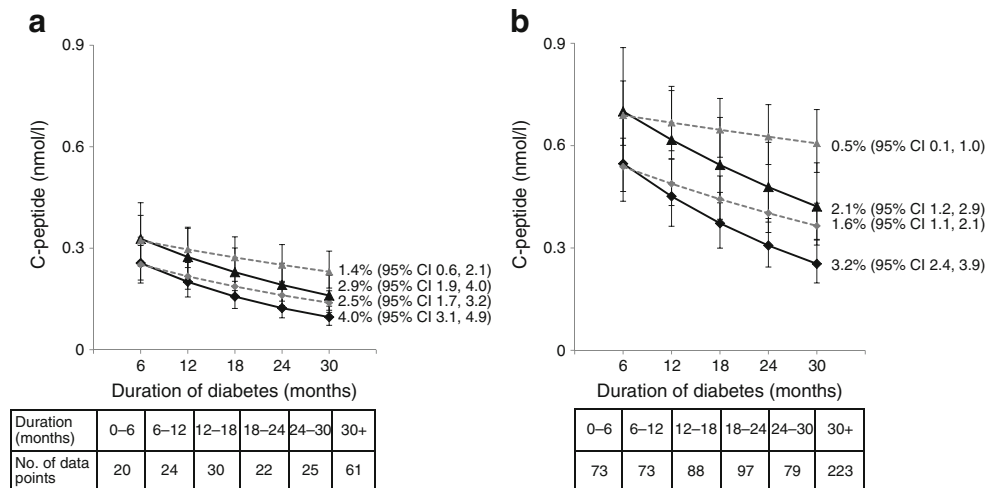 a
0.9
0.6
0.3
0
C-peptide (nmol/l)
1.4% (95% CI 0.6, 2.1)
2.9% (95% CI 1.9, 4.0)
2.5% (95% CI 1.7, 3.2)
4.0% (95% CI 3.1, 4.9)
6 12 18 24 30
Duration of diabetes (months)
Duration (months) 0–6 6–12 12–18 18–24 24–30 30+
No. of data points 20 24 30 22 25 61
b
0.9
0.6
0.3
0
C-peptide (nmol/l)
0.5% (95% CI 0.1, 1.0)
2.1% (95% CI 1.2, 2.9)
1.6% (95% CI 1.1, 2.1)
3.2% (95% CI 2.4, 3.9)
6 12 18 24 30
Duration of diabetes (months)
0–6 6–12 12–18 18–24 24–30 30+
73 73 88 97 79 223